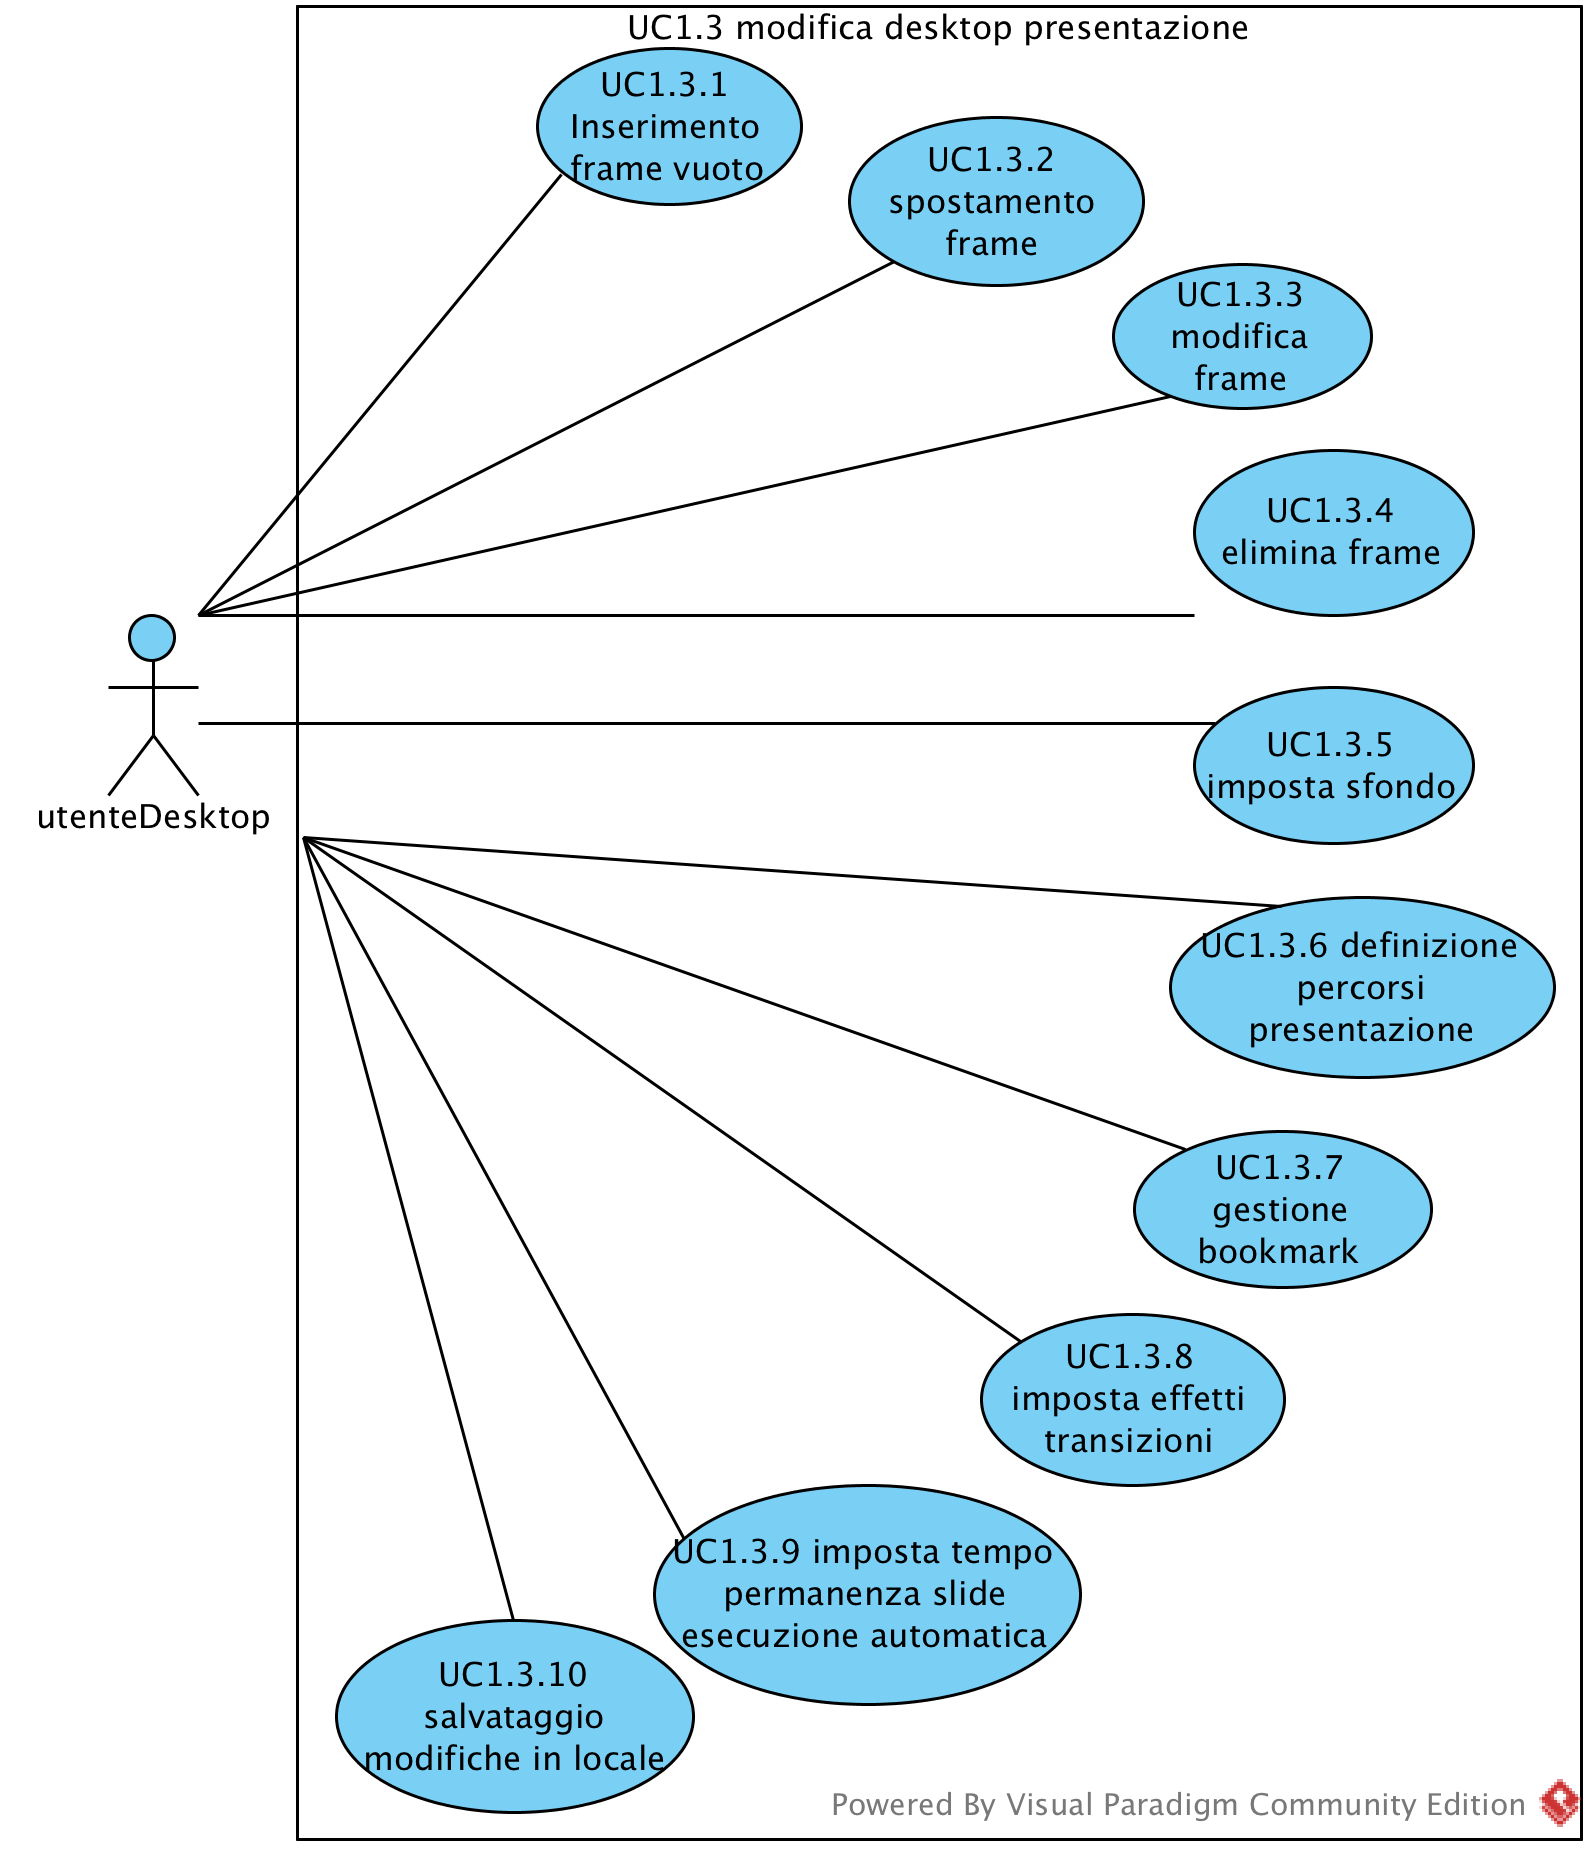 UC1.3 modifica desktop presentazione
UC1.3.1
Inserimento
frame vuoto
UC1.3.2
spostamento
frame
UC1.3.3
modifica
frame
UC1.3.4
elimina frame
utenteDesktop
UC1.3.5
imposta sfondo
UC1.3.6 definizione
percorsi
presentazione
UC1.3.7
gestione
bookmark
UC1.3.8
imposta effetti
transizioni
UC1.3.9 imposta tempo
permanenza slide
esecuzione automatica
UC1.3.10
salvataggio
modifiche in locale
Powered By Visual Paradigm Community Edition